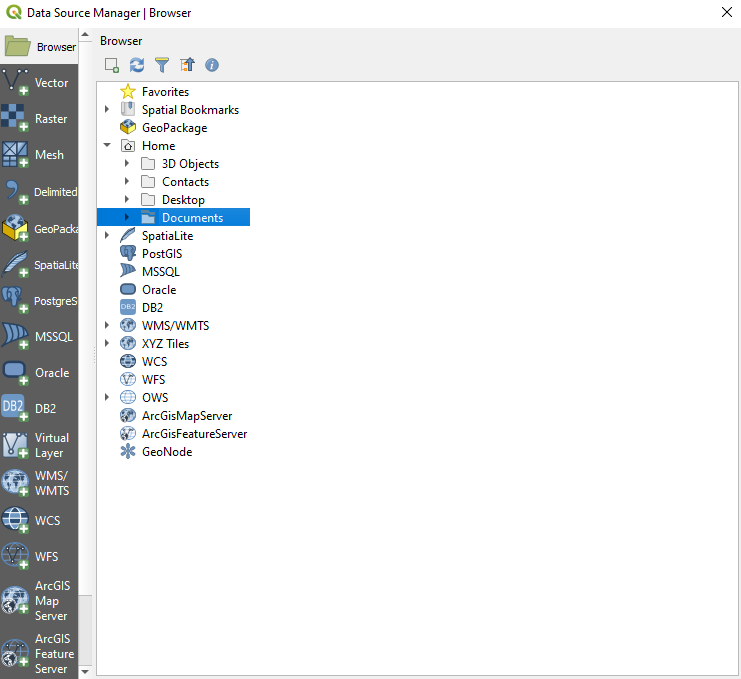 Data Source Manager | Browser
Browser
Vector
Raster
Mesh
Delimited
GeoPacka
SpatiaLite
PostgreS
MSSQL
Oracle
DB2
DB2
Virtual
Layer
WMS/
WMTS
WCS
WFS
ArcGIS
Map
Server
ArcGIS
Feature
Server
Browser
Favorites
Spatial Bookmarks
GeoPackage
Home
3D Objects
Contacts
Desktop
Documents
SpatiaLite
PostGIS
MSSQL
Oracle
DB2 DB2
WMS/WMTS
XYZ Tiles
WCS
WFS
OWS
ArcGisMapServer
ArcGisFeatureServer
GeoNode